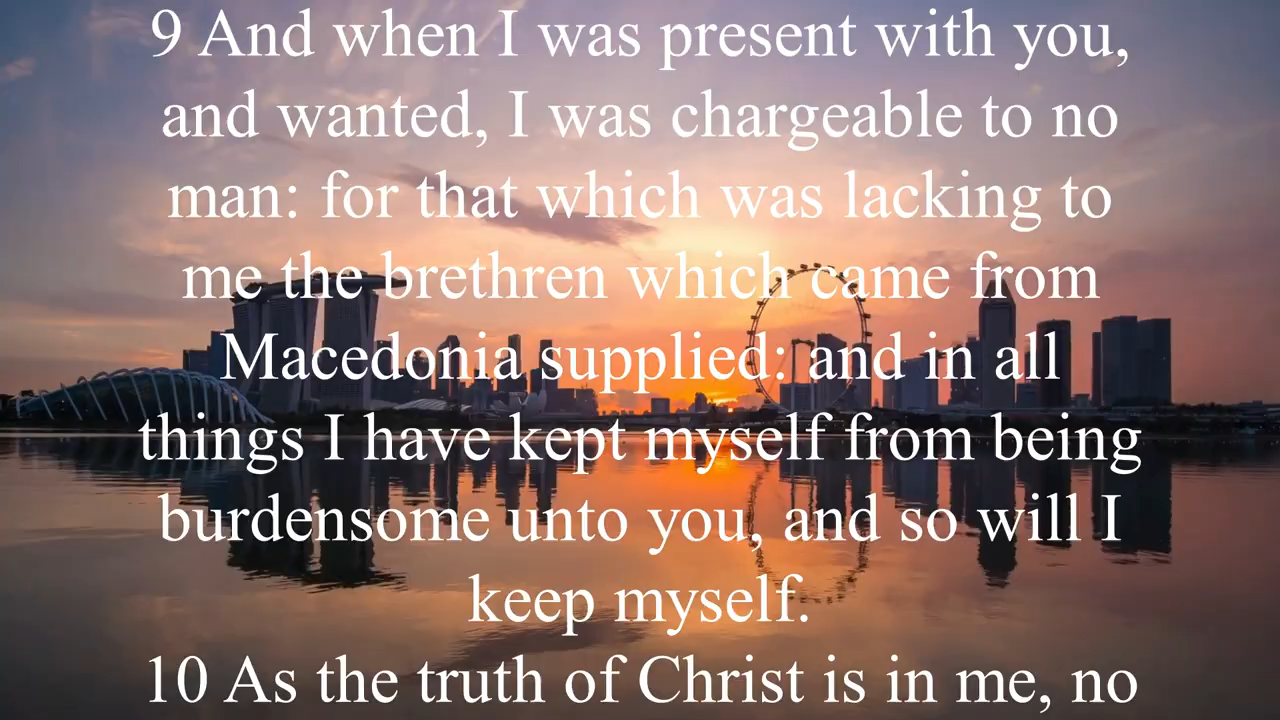 9 And when I was present with you,
and wanted, I was chargeable to no
man: for that which was lacking to
me the brethren which came from
Macedonia supplied: and in all
things I have kept myself from being
burdensome unto you, and so will I
keep myself.
10 As the truth of Christ is in me, no